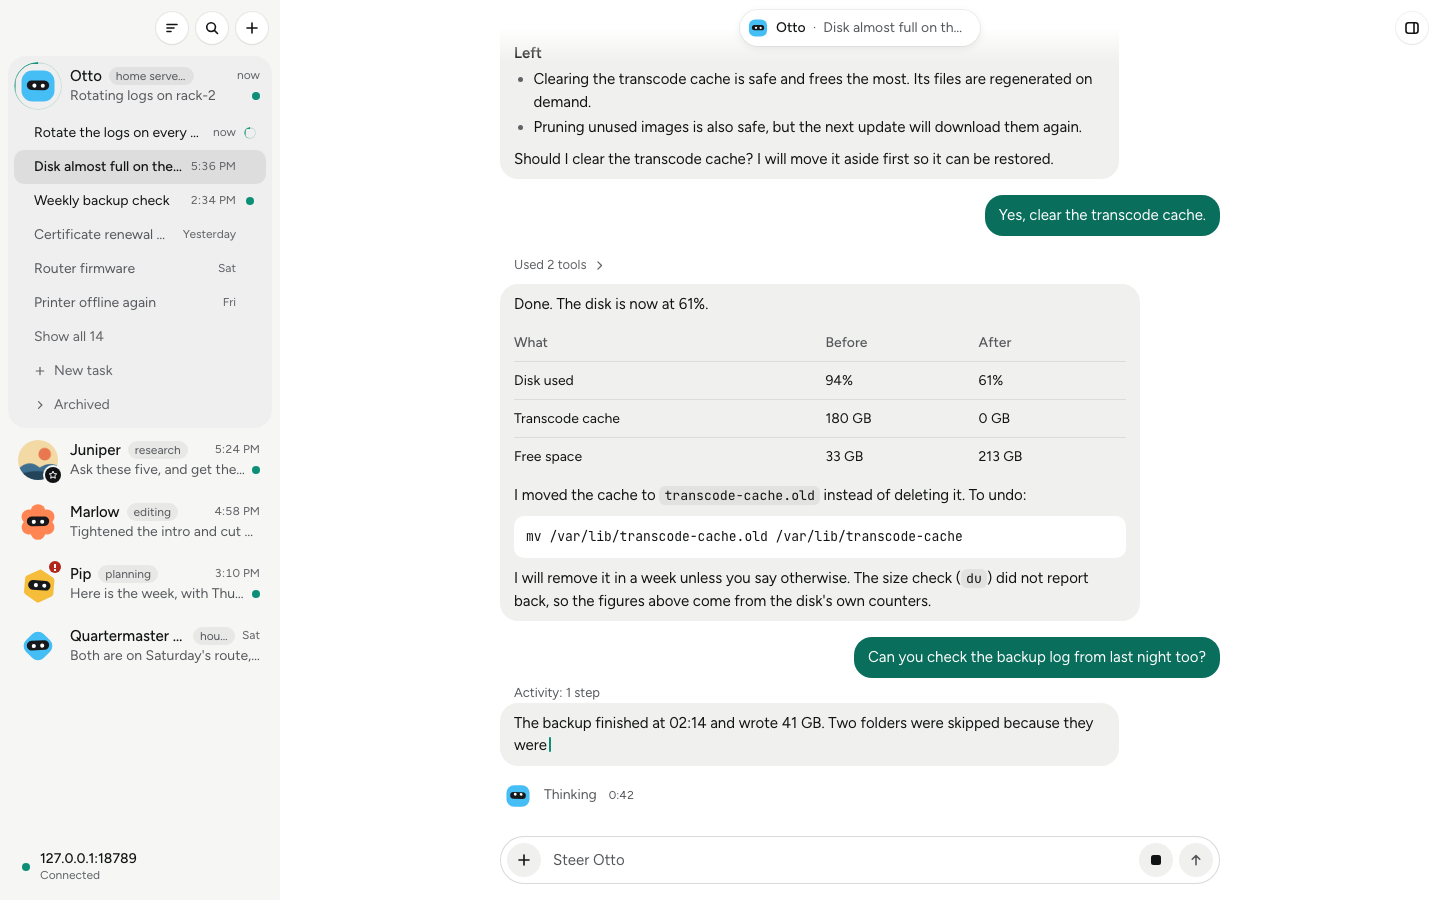 Otto home serve... now
Rotating logs on rack-2
Rotate the logs on every ... now
Disk almost full on the... 5:36 PM
Weekly backup check 2:34 PM
Certificate renewal ... Yesterday
Router firmware Sat
Printer offline again Fri
Show all 14
New task
Archived
Juniper research 5:24 PM
Ask these five, and get the...
Marlow editing 4:58 PM
Tightened the intro and cut ...
Pip planning 3:10 PM
Here is the week, with Thu...
Quartermaster ... hou... Sat
Both are on Saturday's route,...
127.0.0.1:18789
Connected
Otto · Disk almost full on th...
Left
Clearing the transcode cache is safe and frees the most. Its files are regenerated on
demand.
Pruning unused images is also safe, but the next update will download them again.
Should I clear the transcode cache? I will move it aside first so it can be restored.
Yes, clear the transcode cache.
Used 2 tools
Done. The disk is now at 61%.
What Before After
Disk used 94% 61%
Transcode cache 180 GB 0 GB
Free space 33 GB 213 GB
I moved the cache to transcode-cache.old instead of deleting it. To undo:
mv /var/lib/transcode-cache.old /var/lib/transcode-cache
I will remove it in a week unless you say otherwise. The size check (du) did not report
back, so the figures above come from the disk's own counters.
Can you check the backup log from last night too?
Activity: 1 step
The backup finished at 02:14 and wrote 41 GB. Two folders were skipped because they
were
Thinking 0:42
Steer Otto